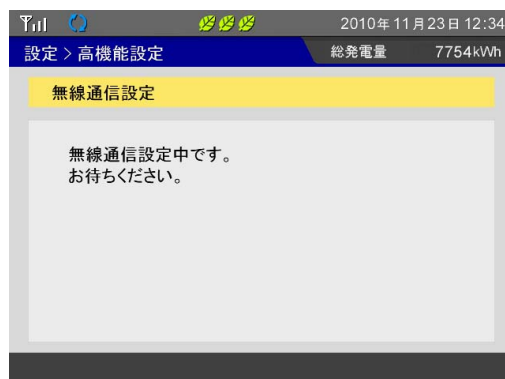 2010年11月23日 12:34
設定 > 高機能設定
総発電量 7754kWh
無線通信設定
無線通信設定中です。
お待ちください。